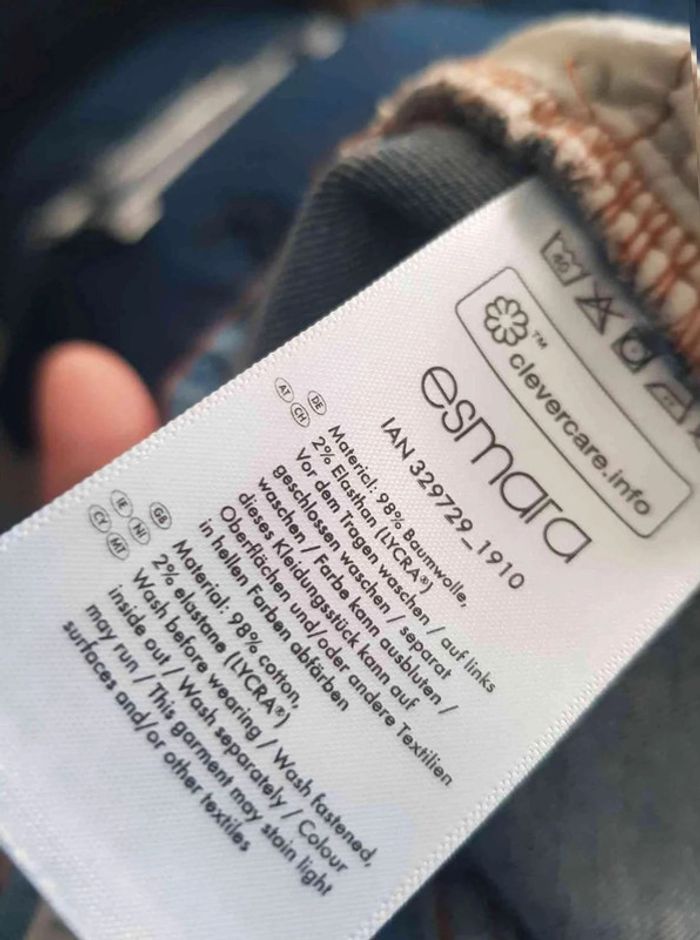 40
clevercare.info
TM
esmara
IAN 329729_1910
DE
AT
CH
Material: 98% Baumwolle,
2% Elasthan (LYCRA®)
Vor dem Tragen waschen / auf links
geschlossen waschen / separat
waschen / Farbe kann ausbluten /
dieses Kleidungsstück kann auf
Oberflächen und/oder andere Textilien
in hellen Farben abfärben
GB
IE
NI
CY
MT
Material: 98% cotton,
2% elastane (LYCRA®)
Wash before wearing / Wash fastened,
inside out / Wash separately / Colour
may run / This garment may stain light
surfaces and/or other textiles